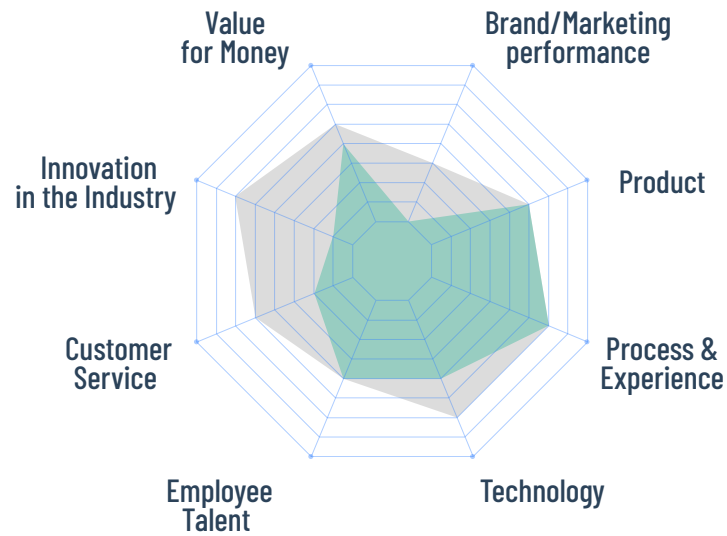 Value
for Money
Brand/Marketing
performance
Innovation
in the Industry
Product
Customer
Service
Process &
Experience
Employee
Talent
Technology